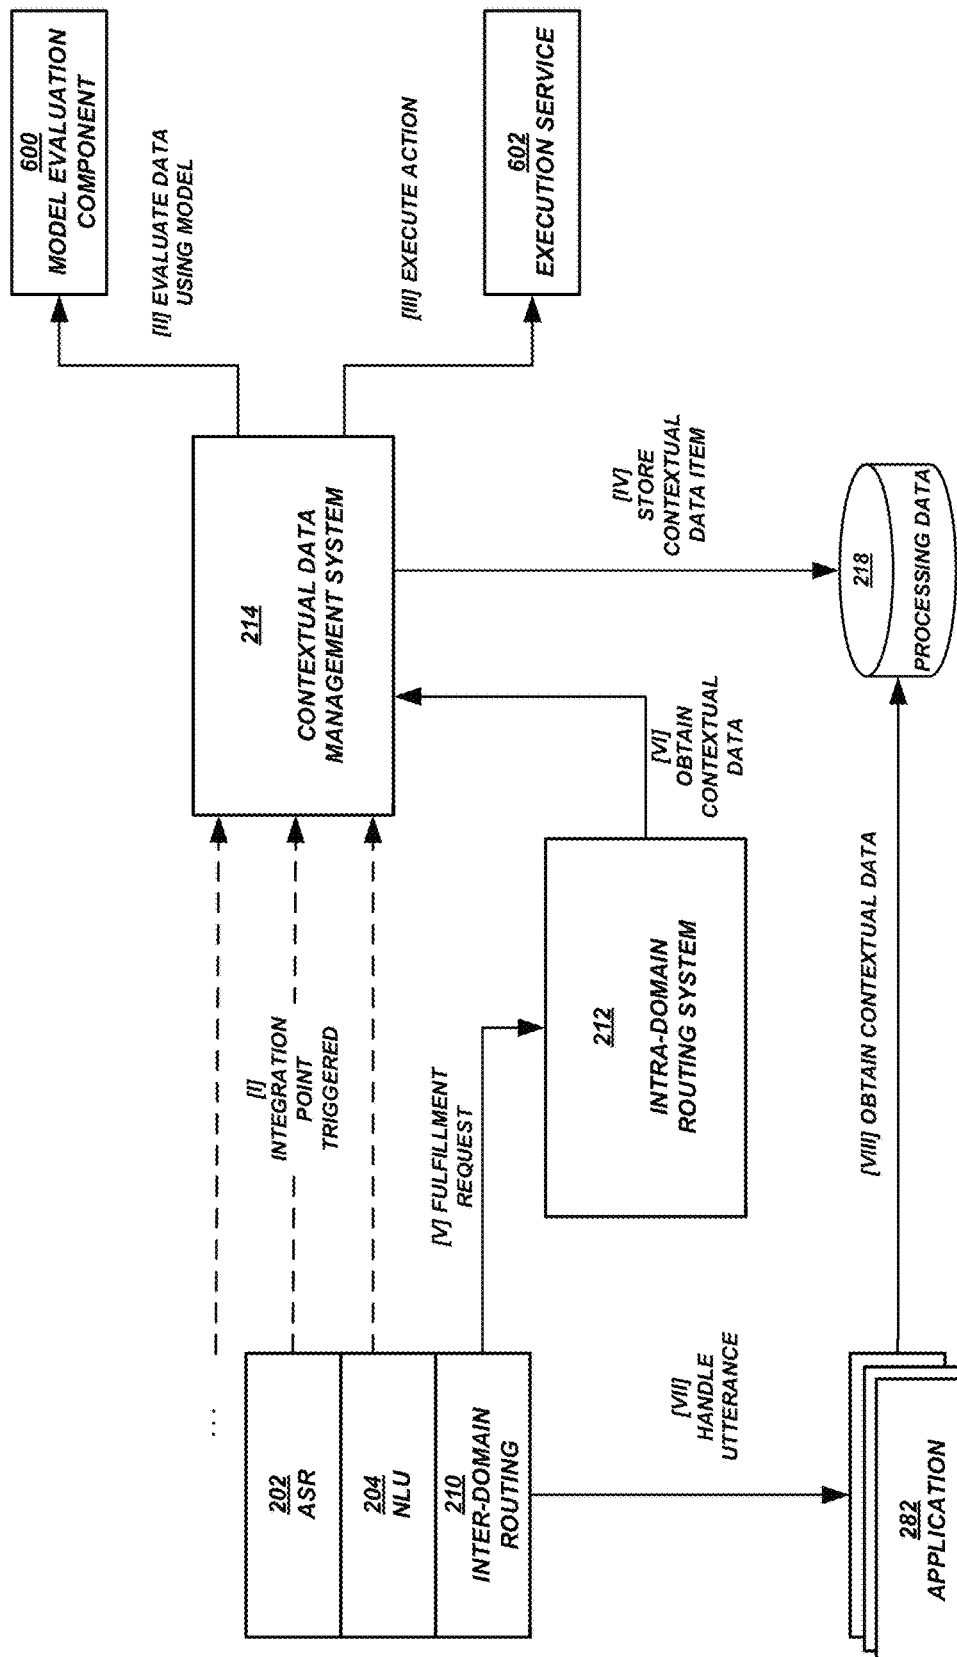 600
MODEL EVALUATION
COMPONENT
[II] EVALUATE DATA
USING MODEL
[III] EXECUTE ACTION
602
EXECUTION SERVICE
214
CONTEXTUAL DATA
MANAGEMENT SYSTEM
[IV]
STORE
CONTEXTUAL
DATA ITEM
218
PROCESSING DATA
[I]
INTEGRATION
POINT
TRIGGERED
[VI]
OBTAIN
CONTEXTUAL
DATA
[V] FULFILLMENT
REQUEST
212
INTRA-DOMAIN
ROUTING SYSTEM
[VIII] OBTAIN CONTEXTUAL DATA
...
202
ASR
204
NLU
210
INTER-DOMAIN
ROUTING
[VII]
HANDLE
UTTERANCE
282
APPLICATION